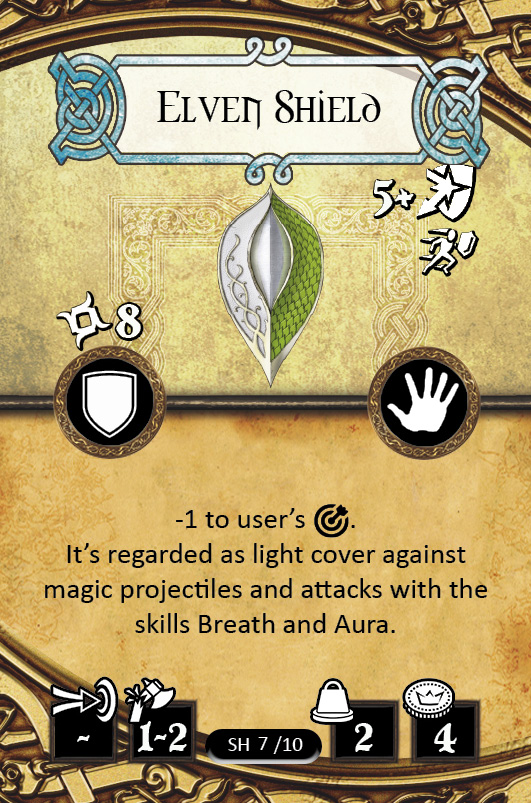 Elven Shield
5+
8
-1 to user's .
It's regarded as light cover against
magic projectiles and attacks with the
skills Breath and Aura.
- 1-2 SH 7 /10 2 4